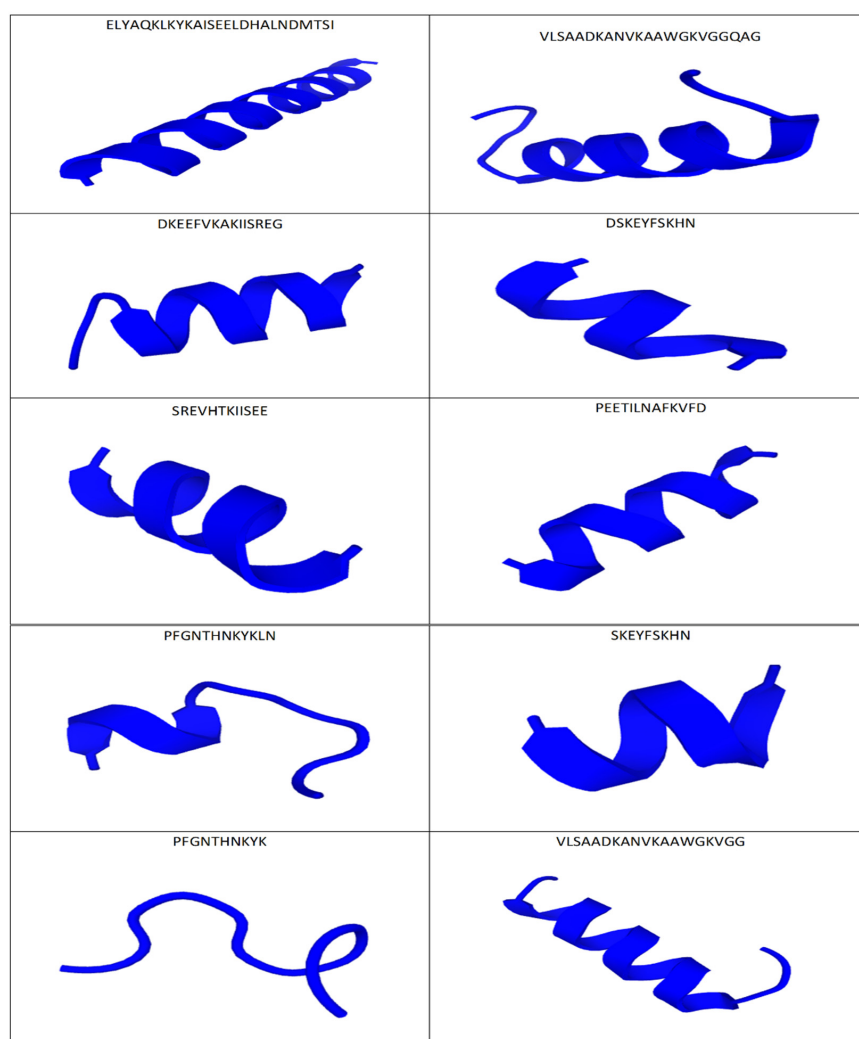 ELYAQKLKYKAISEELDHALNDMTSI
VLSAADKANVKAAWGKVGGQAG
DKEEFVKAKIISREG
DSKEYFSKHN
SREVHTKIISEE
PEETILNAFKVFD
PFGNTHNKYKLN
SKEYFSKHN
PFGNTHNKYK
VLSAADKANVKAAWGKVGG